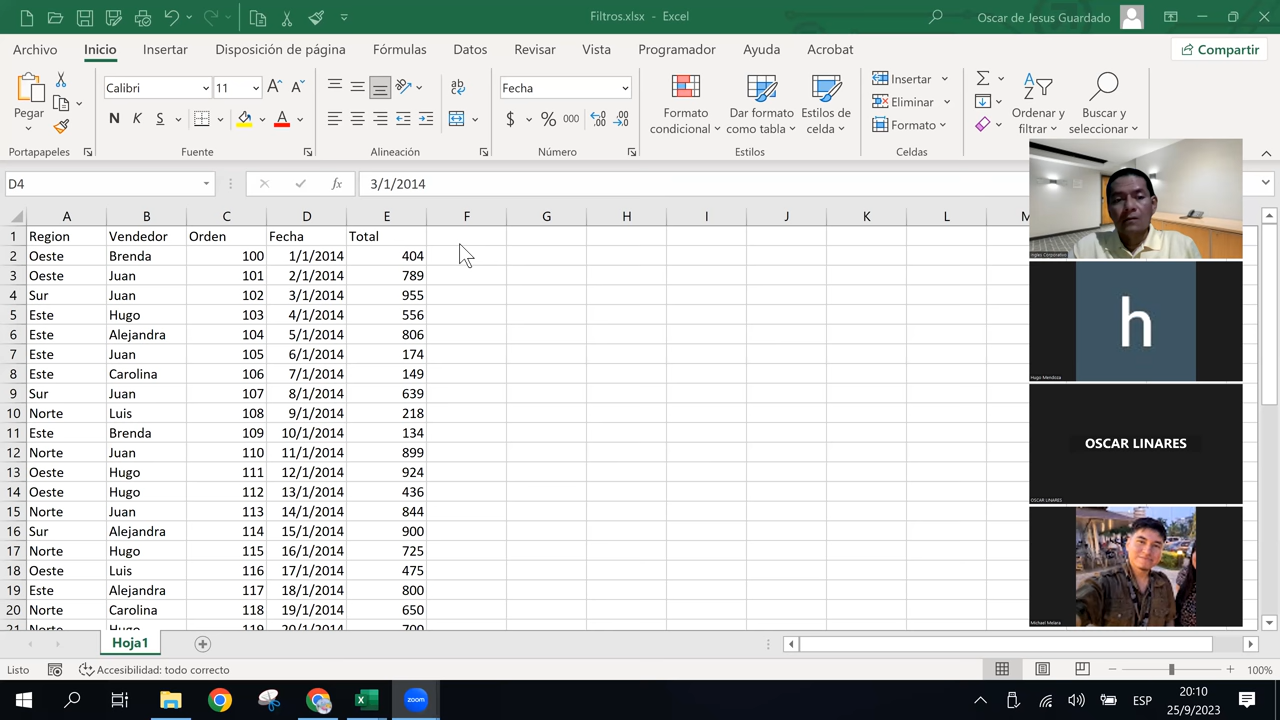 Filtros.xlsx - Excel
Oscar de Jesus Guardado
Archivo Inicio Insertar Disposición de página Fórmulas Datos Revisar Vista Programador Ayuda Acrobat
Compartir
Pegar
Calibri 11
N K S
ab
Fecha
$ % 000
Formato condicional
Dar formato como tabla
Estilos de celda
Insertar
Eliminar
Formato
Ordenar y filtrar
Buscar y seleccionar
Portapapeles Fuente Alineación Número Estilos Celdas
D4 fx 3/1/2014
A B C D E F G H I J K L M
1 Region Vendedor Orden Fecha Total
2 Oeste Brenda 100 1/1/2014 404
3 Oeste Juan 101 2/1/2014 789
4 Sur Juan 102 3/1/2014 955
5 Este Hugo 103 4/1/2014 556
6 Este Alejandra 104 5/1/2014 806
7 Este Juan 105 6/1/2014 174
8 Este Carolina 106 7/1/2014 149
9 Sur Juan 107 8/1/2014 639
10 Norte Luis 108 9/1/2014 218
11 Este Brenda 109 10/1/2014 134
12 Norte Juan 110 11/1/2014 899
13 Oeste Hugo 111 12/1/2014 924
14 Oeste Hugo 112 13/1/2014 436
15 Norte Juan 113 14/1/2014 844
16 Sur Alejandra 114 15/1/2014 900
17 Norte Hugo 115 16/1/2014 725
18 Oeste Luis 116 17/1/2014 475
19 Este Alejandra 117 18/1/2014 800
20 Norte Carolina 118 19/1/2014 650
21 Norte Hugo 119 20/1/2014 700
Ingles Corporativo
h
Hugo Mendoza
OSCAR LINARES
OSCAR LINARES
Michael Melara
Hoja1
Listo Accesibilidad: todo correcto 100%
zoom
ESP
20:10
25/9/2023